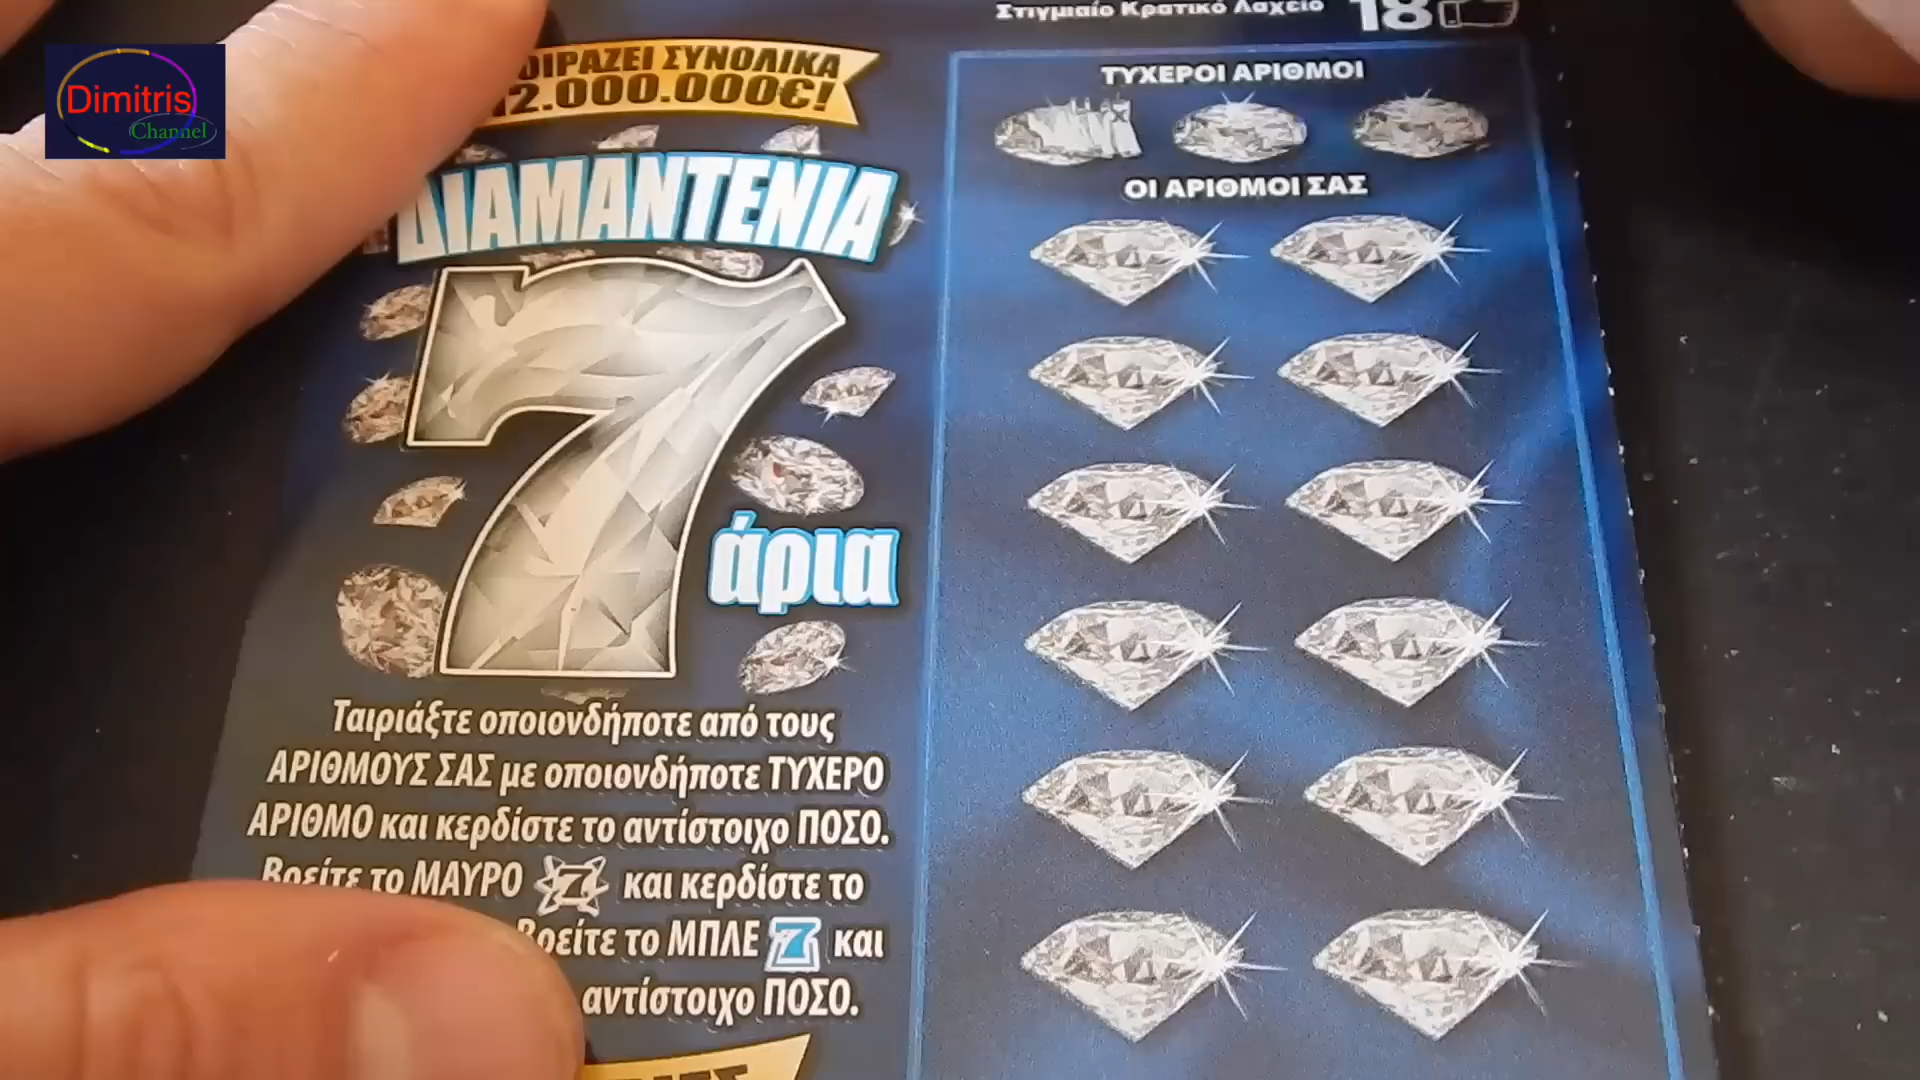 Dimitris
Channel
Στιγμιαίο Κρατικό Λαχείο 18
ΣΥΝΟΛΙΚΑ
2.000.000€!
ΔΙΑΜΑΝΤΕΝΙΑ
7
άρια
Ταιριάξτε οποιονδήποτε από τους
ΑΡΙΘΜΟΥΣ ΣΑΣ με οποιονδήποτε ΤΥΧΕΡΟ
ΑΡΙΘΜΟ και κερδίστε το αντίστοιχο ΠΟΣΟ.
Βρείτε το ΜΑΥΡΟ 7 και κερδίστε το
Βρείτε το ΜΠΛΕ 7 και
αντίστοιχο ΠΟΣΟ.
ΤΥΧΕΡΟΙ ΑΡΙΘΜΟΙ
ΟΙ ΑΡΙΘΜΟΙ ΣΑΣ